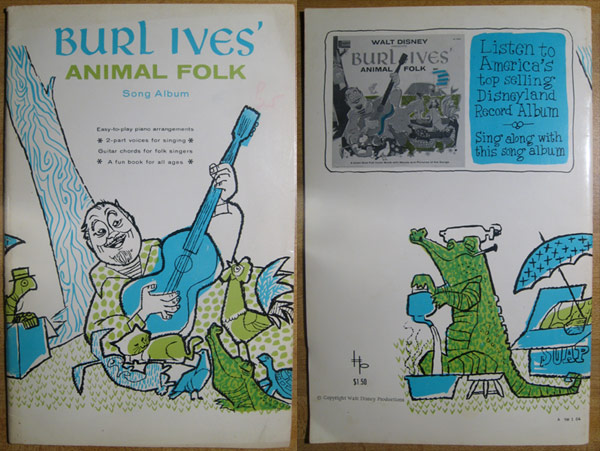 BURL IVES'
ANIMAL FOLK
Song Album
Easy-to-play piano arrangements
* 2-part voices for singing *
Guitar chords for folk singers
* A fun book for all ages *
WALT DISNEY
BURL IVES'
ANIMAL FOLK
Listen to
America's
top selling
Disneyland
Record Album
Sing along with
this song album
SOAP
$1.50
© Copyright Walt Disney Productions